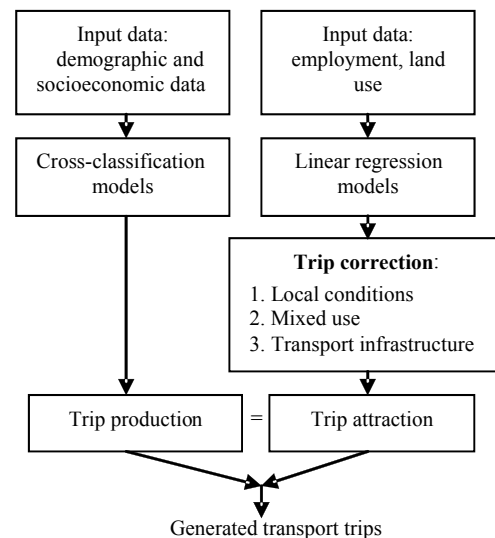 Input data:
demographic and
socioeconomic data
Input data:
employment, land
use
Cross-classification
models
Linear regression
models
Trip correction:
1. Local conditions
2. Mixed use
3. Transport infrastructure
Trip production
=
Trip attraction
Generated transport trips